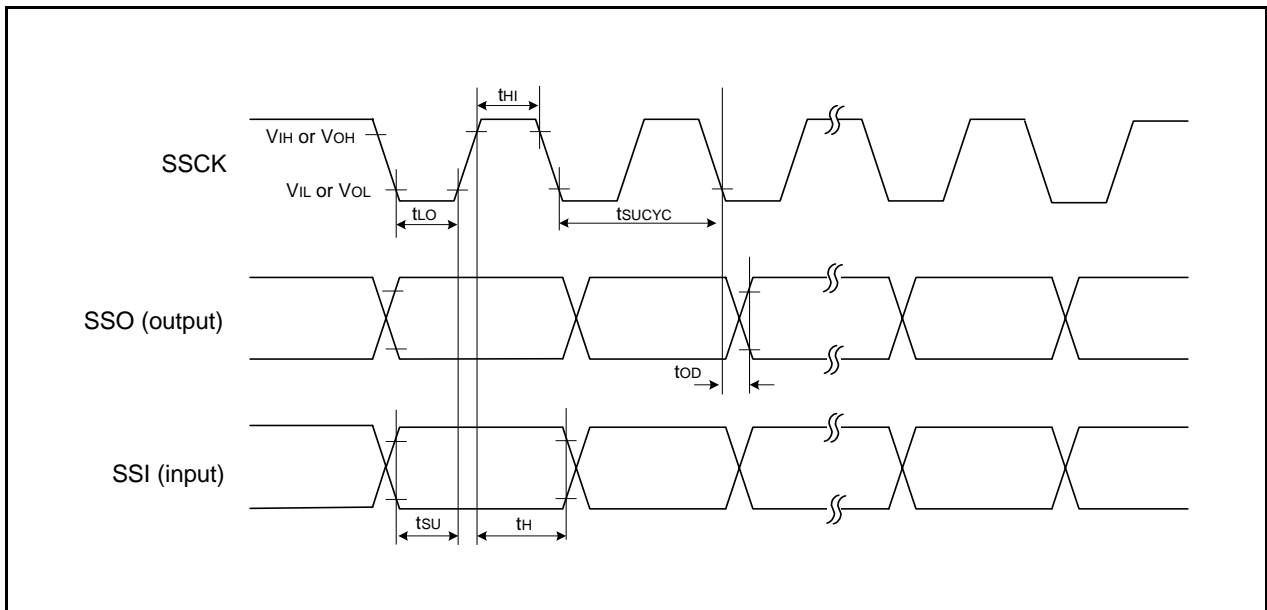 tHI
VIH or VOH
SSCK
VIL or VOL
tLO
tSUCYC
SSO (output)
tOD
SSI (input)
tSU
tH